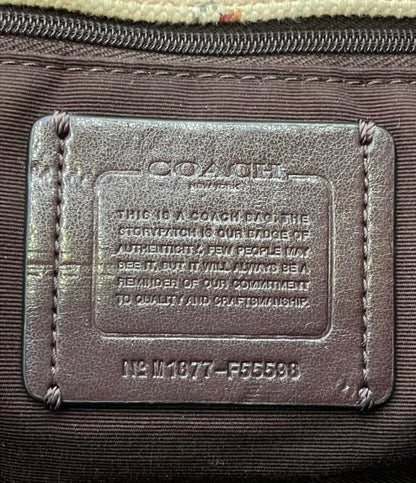 COACH
NEW YORK
THIS IS A COACH BAG: THE
STORYPATCH IS OUR BADGE OF
AUTHENTICITY. FEW PEOPLE MAY
SEE IT, BUT IT WILL ALWAYS BE A
REMINDER OF OUR COMMITMENT
TO QUALITY AND CRAFTSMANSHIP.
No M1877-F55598